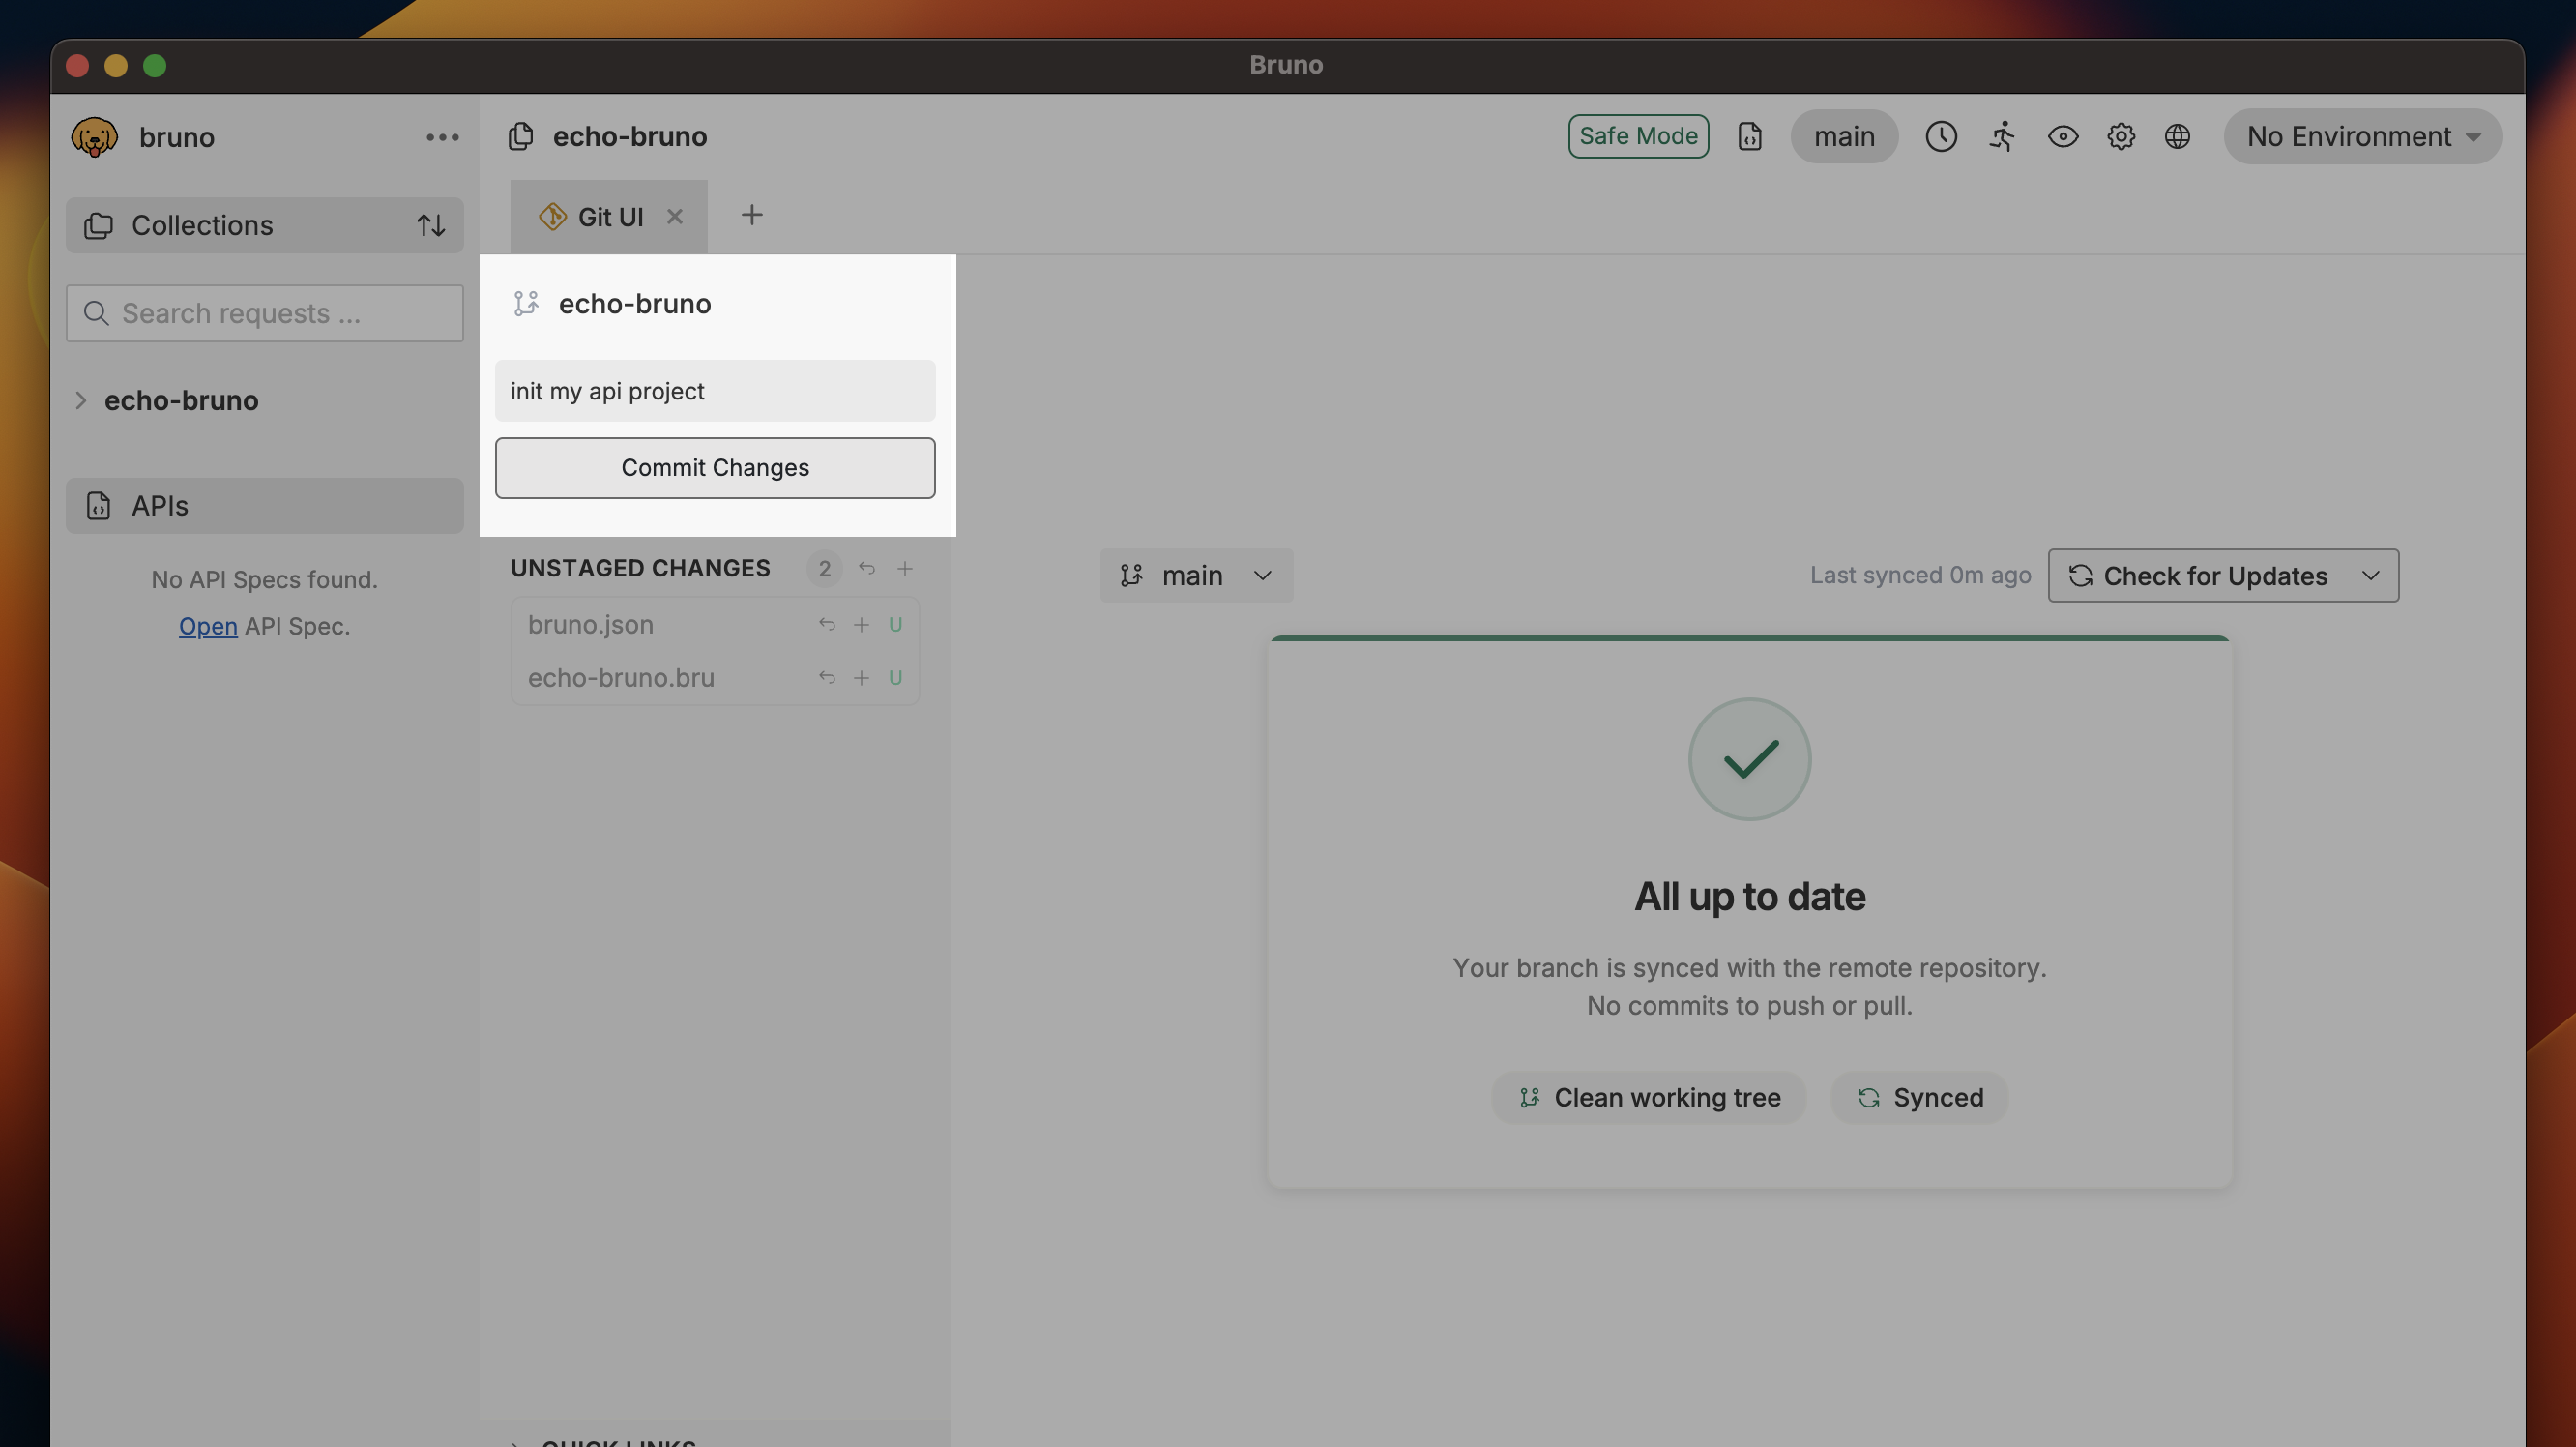 Bruno
bruno
echo-bruno
Safe Mode
main
No Environment
Collections
Git UI
Search requests ...
echo-bruno
APIs
No API Specs found.
Open API Spec.
echo-bruno
init my api project
Commit Changes
UNSTAGED CHANGES 2
bruno.json U
echo-bruno.bru U
QUICK LINKS
main
Last synced 0m ago
Check for Updates
All up to date
Your branch is synced with the remote repository.
No commits to push or pull.
Clean working tree
Synced